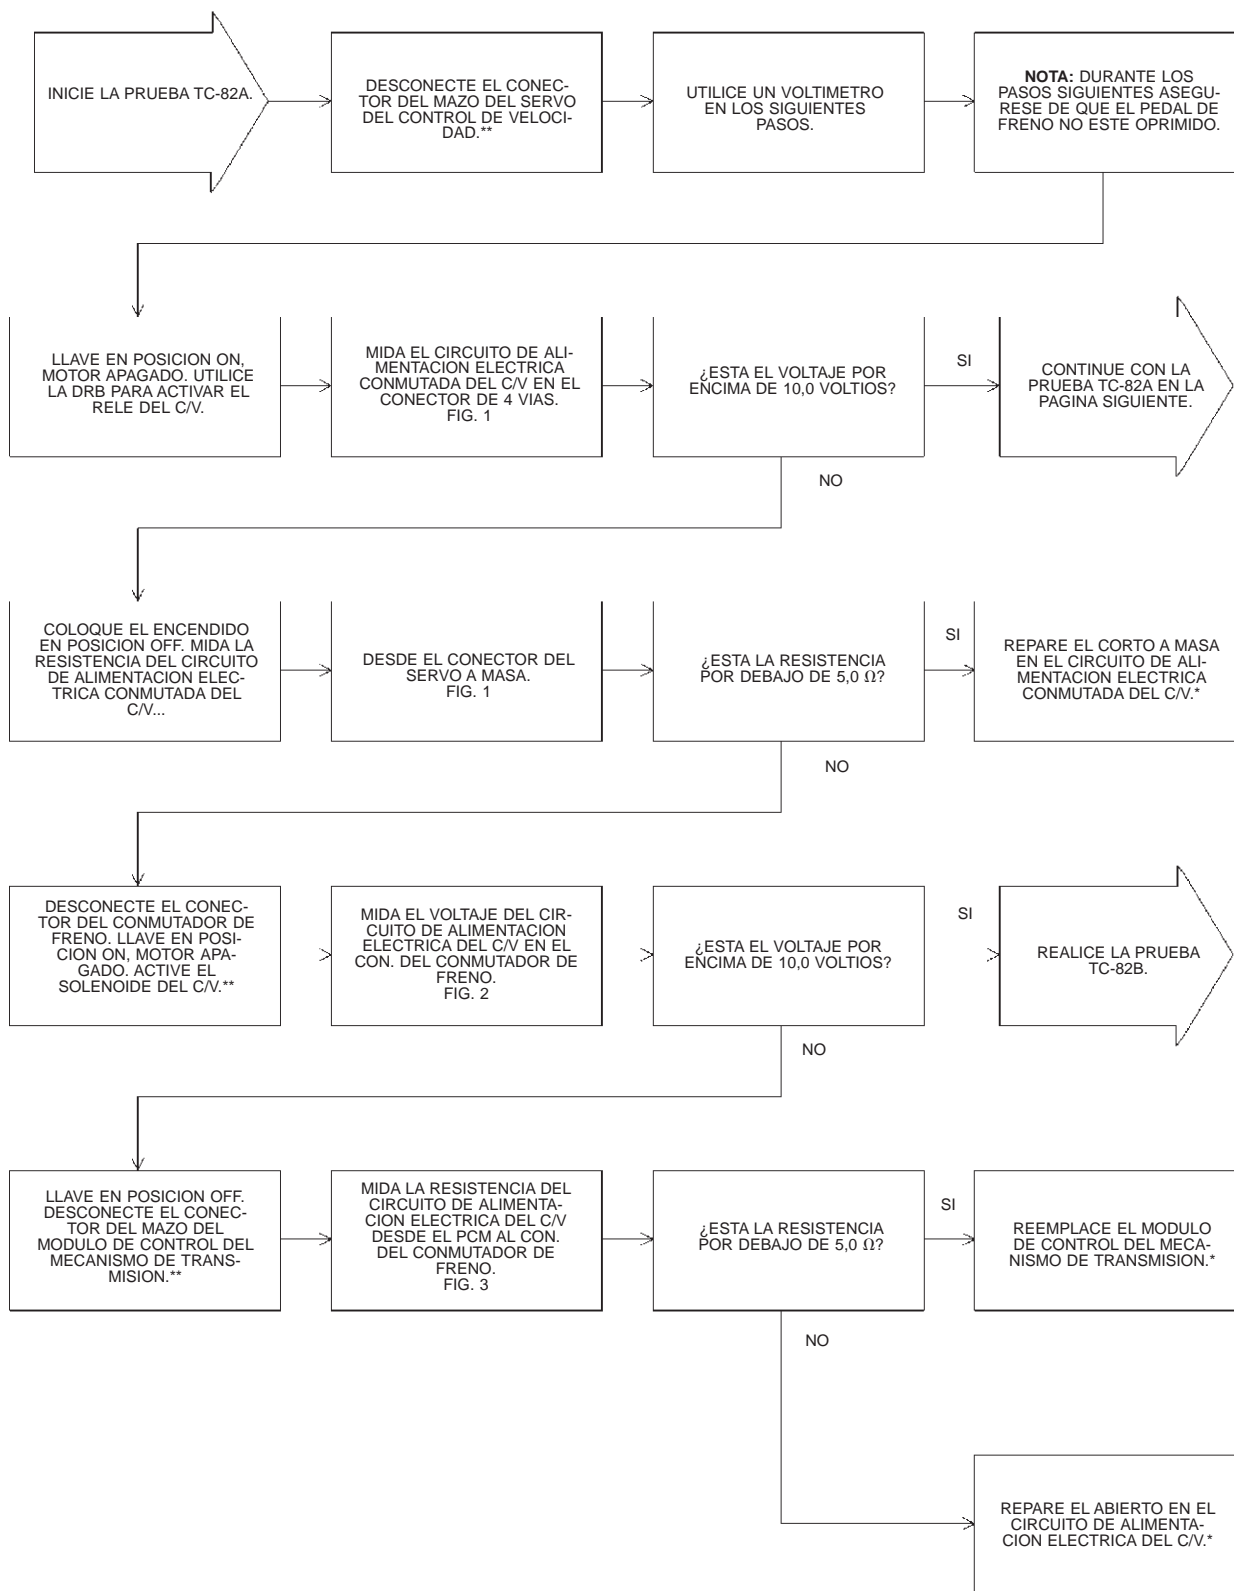 INICIE LA PRUEBA TC-82A.
DESCONECTE EL CONEC-
TOR DEL MAZO DEL SERVO
DEL CONTROL DE VELOCI-
DAD.**
UTILICE UN VOLTIMETRO
EN LOS SIGUIENTES
PASOS.
NOTA: DURANTE LOS
PASOS SIGUIENTES ASEGU-
RESE DE QUE EL PEDAL DE
FRENO NO ESTE OPRIMIDO.
LLAVE EN POSICION ON,
MOTOR APAGADO. UTILICE
LA DRB PARA ACTIVAR EL
RELE DEL C/V.
MIDA EL CIRCUITO DE ALI-
MENTACION ELECTRICA
CONMUTADA DEL C/V EN EL
CONECTOR DE 4 VIAS.
FIG. 1
¿ESTA EL VOLTAJE POR
ENCIMA DE 10,0 VOLTIOS?
SI
CONTINUE CON LA
PRUEBA TC-82A EN LA
PAGINA SIGUIENTE.
NO
COLOQUE EL ENCENDIDO
EN POSICION OFF. MIDA LA
RESISTENCIA DEL CIRCUITO
DE ALIMENTACION ELEC-
TRICA CONMUTADA DEL
C/V...
DESDE EL CONECTOR DEL
SERVO A MASA.
FIG. 1
¿ESTA LA RESISTENCIA
POR DEBAJO DE 5,0 Ω?
SI
REPARE EL CORTO A MASA
EN EL CIRCUITO DE ALI-
MENTACION ELECTRICA
CONMUTADA DEL C/V.*
NO
DESCONECTE EL CONEC-
TOR DEL CONMUTADOR DE
FRENO. LLAVE EN POSI-
CION ON, MOTOR APA-
GADO. ACTIVE EL
SOLENOIDE DEL C/V.**
MIDA EL VOLTAJE DEL CIR-
CUITO DE ALIMENTACION
ELECTRICA DEL C/V EN EL
CON. DEL CONMUTADOR DE
FRENO.
FIG. 2
¿ESTA EL VOLTAJE POR
ENCIMA DE 10,0 VOLTIOS?
SI
REALICE LA PRUEBA
TC-82B.
NO
LLAVE EN POSICION OFF.
DESCONECTE EL CONEC-
TOR DEL MAZO DEL
MODULO DE CONTROL DEL
MECANISMO DE TRANS-
MISION.**
MIDA LA RESISTENCIA DEL
CIRCUITO DE ALIMENTA-
CION ELECTRICA DEL C/V
DESDE EL PCM AL CON.
DEL CONMUTADOR DE
FRENO.
FIG. 3
¿ESTA LA RESISTENCIA
POR DEBAJO DE 5,0 Ω?
SI
REEMPLACE EL MODULO
DE CONTROL DEL MECA-
NISMO DE TRANSMISION.*
NO
REPARE EL ABIERTO EN EL
CIRCUITO DE ALIMENTA-
CION ELECTRICA DEL C/V.*